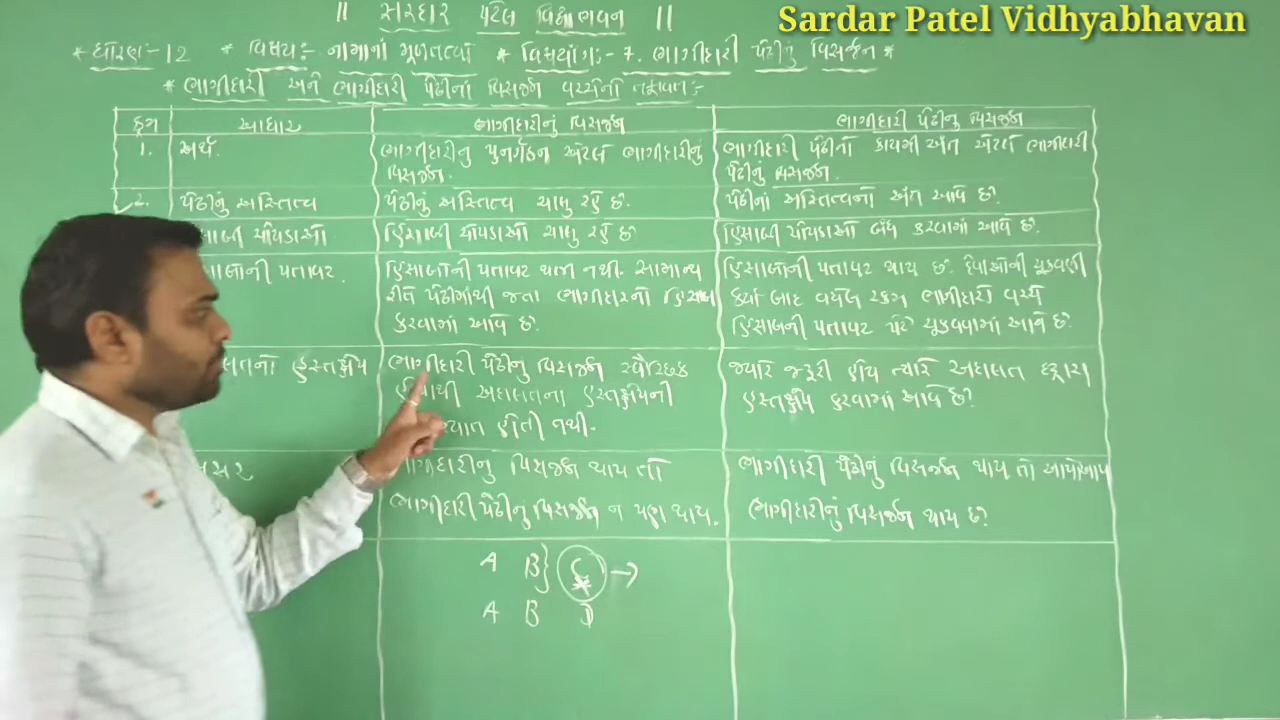 Sardar Patel Vidhyabhavan
|| સરદાર પટેલ વિદ્યાભવન ||
* ધોરણ:- 12 * વિષય:- નામાનાં મૂળતત્વો * વિષયાંગ:- 7. ભાગીદારી પેઢીનું વિસર્જન *
* ભાગીદારી અને ભાગીદારી પેઢીનાં વિસર્જન વચ્ચેનો તફાવત:-
ક્રમ આધાર ભાગીદારીનું વિસર્જન ભાગીદારી પેઢીનું વિસર્જન
1. અર્થ. ભાગીદારીનું પુનર્ગઠન એટલે ભાગીદારીનું ભાગીદારી પેઢીનો કાયમી અંત એટલે ભાગીદારી
વિસર્જન. પેઢીનું વિસર્જન.
2. પેઢીનું અસ્તિત્વ પેઢીનું અસ્તિત્વ ચાલુ રહે છે. પેઢીનાં અસ્તિત્વનો અંત આવે છે.
ચોપડાઓ હિસાબી ચોપડાઓ ચાલુ રહે છે હિસાબી ચોપડાઓ બંધ કરવામાં આવે છે.
પતાવટ. હિસાબોની પતાવટ થતી નથી. સામાન્ય હિસાબોની પતાવટ થાય છે. દેવાઓની ચૂકવણી
રીતે પેઢીમાંથી જતા ભાગીદારનો હિસાબ કર્યા બાદ વધેલ રકમ ભાગીદારો વચ્ચે
કરવામાં આવે છે. હિસાબની પતાવટ પેટે ચૂકવવામાં આવે છે.
હસ્તક્ષેપ ભાગીદારી પેઢીનું વિસર્જન સ્વૈચ્છિક જ્યારે જરૂરી હોય ત્યારે અદાલત દ્વારા
અદાલતના હસ્તક્ષેપની હસ્તક્ષેપ કરવામાં આવે છે.
હોતી નથી.
ભાગીદારીનું વિસર્જન થાય તો ભાગીદારી પેઢીનું વિસર્જન થાય તો આપોઆપ
ભાગીદારી પેઢીનું વિસર્જન ન પણ થાય. ભાગીદારીનું વિસર્જન થાય છે.
A B} C →
A B D